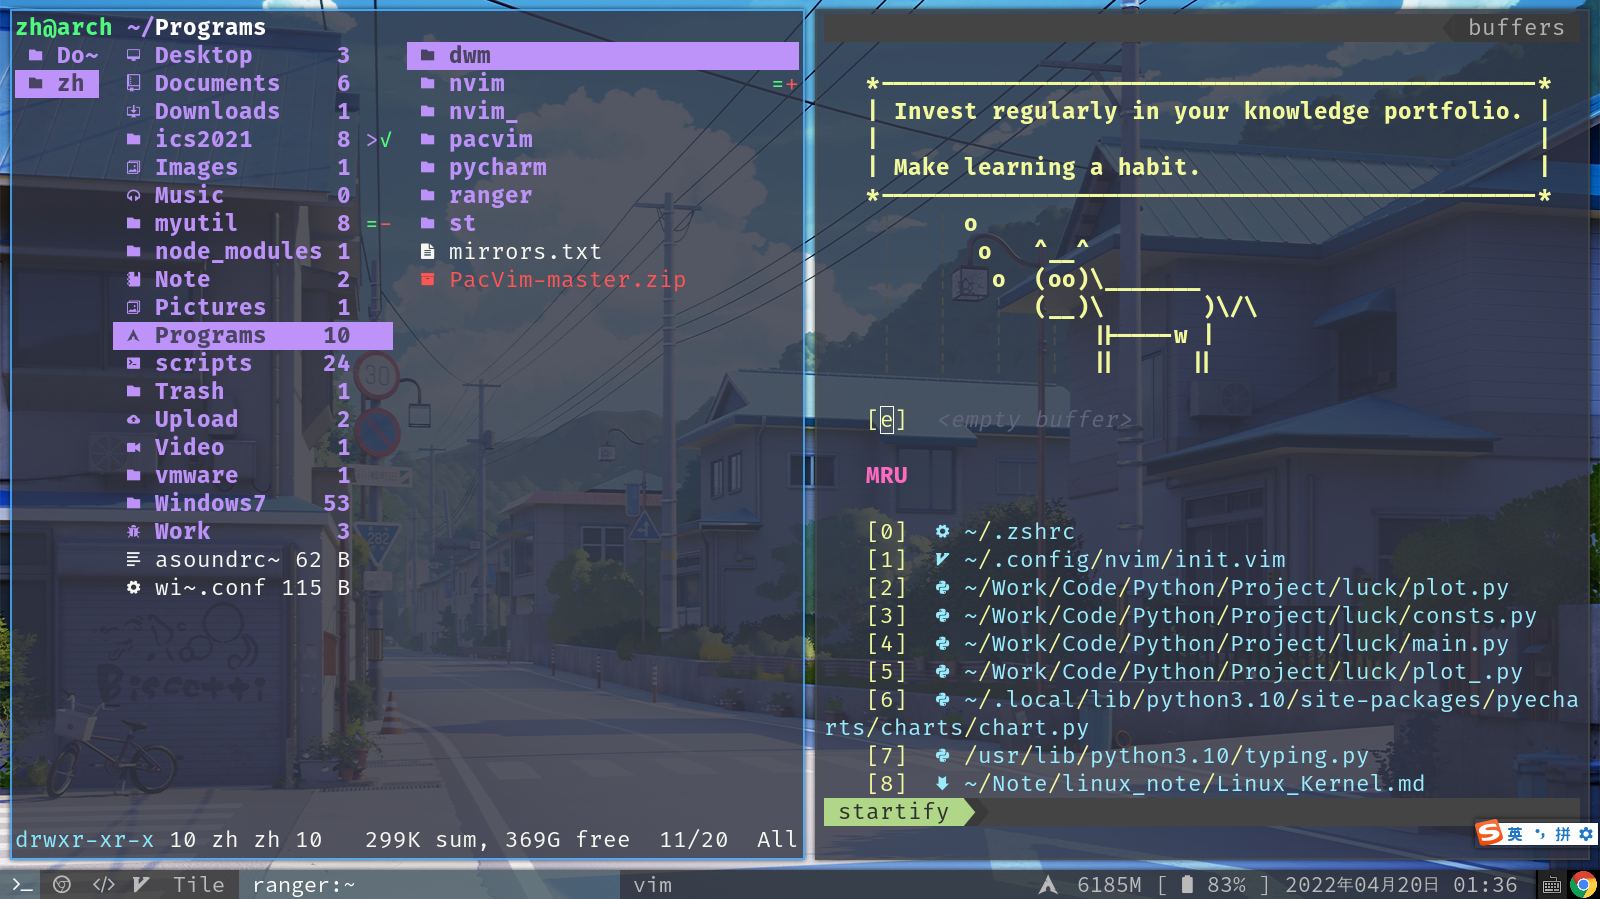 zh@arch ~/Programs
Do~
zh
Desktop 3
Documents 6
Downloads 1
ics2021 8 >√
Images 1
Music 0
myutil 8 =-
node_modules 1
Note 2
Pictures 1
Programs 10
scripts 24
Trash 1
Upload 2
Video 1
vmware 1
Windows7 53
Work 3
asoundrc~ 62 B
wi~.conf 115 B
dwm
nvim =+
nvim_
pacvim
pycharm
ranger
st
mirrors.txt
PacVim-master.zip
drwxr-xr-x 10 zh zh 10 299K sum, 369G free 11/20 All
buffers
*───────────────────────────────────────────────*
| Invest regularly in your knowledge portfolio. |
| |
| Make learning a habit. |
*───────────────────────────────────────────────*
o
o ^__^
o (oo)\_______
(__)\ )\/\
||----w |
|| ||
[e] <empty buffer>
MRU
[0] ~/.zshrc
[1] ~/.config/nvim/init.vim
[2] ~/Work/Code/Python/Project/luck/plot.py
[3] ~/Work/Code/Python/Project/luck/consts.py
[4] ~/Work/Code/Python/Project/luck/main.py
[5] ~/Work/Code/Python/Project/luck/plot_.py
[6] ~/.local/lib/python3.10/site-packages/pyecha
rts/charts/chart.py
[7] /usr/lib/python3.10/typing.py
[8] ~/Note/linux_note/Linux_Kernel.md
startify
30
282
Biscotti
S 英 拼
Tile ranger:~ vim 6185M [ 83% ] 2022年04月20日 01:36